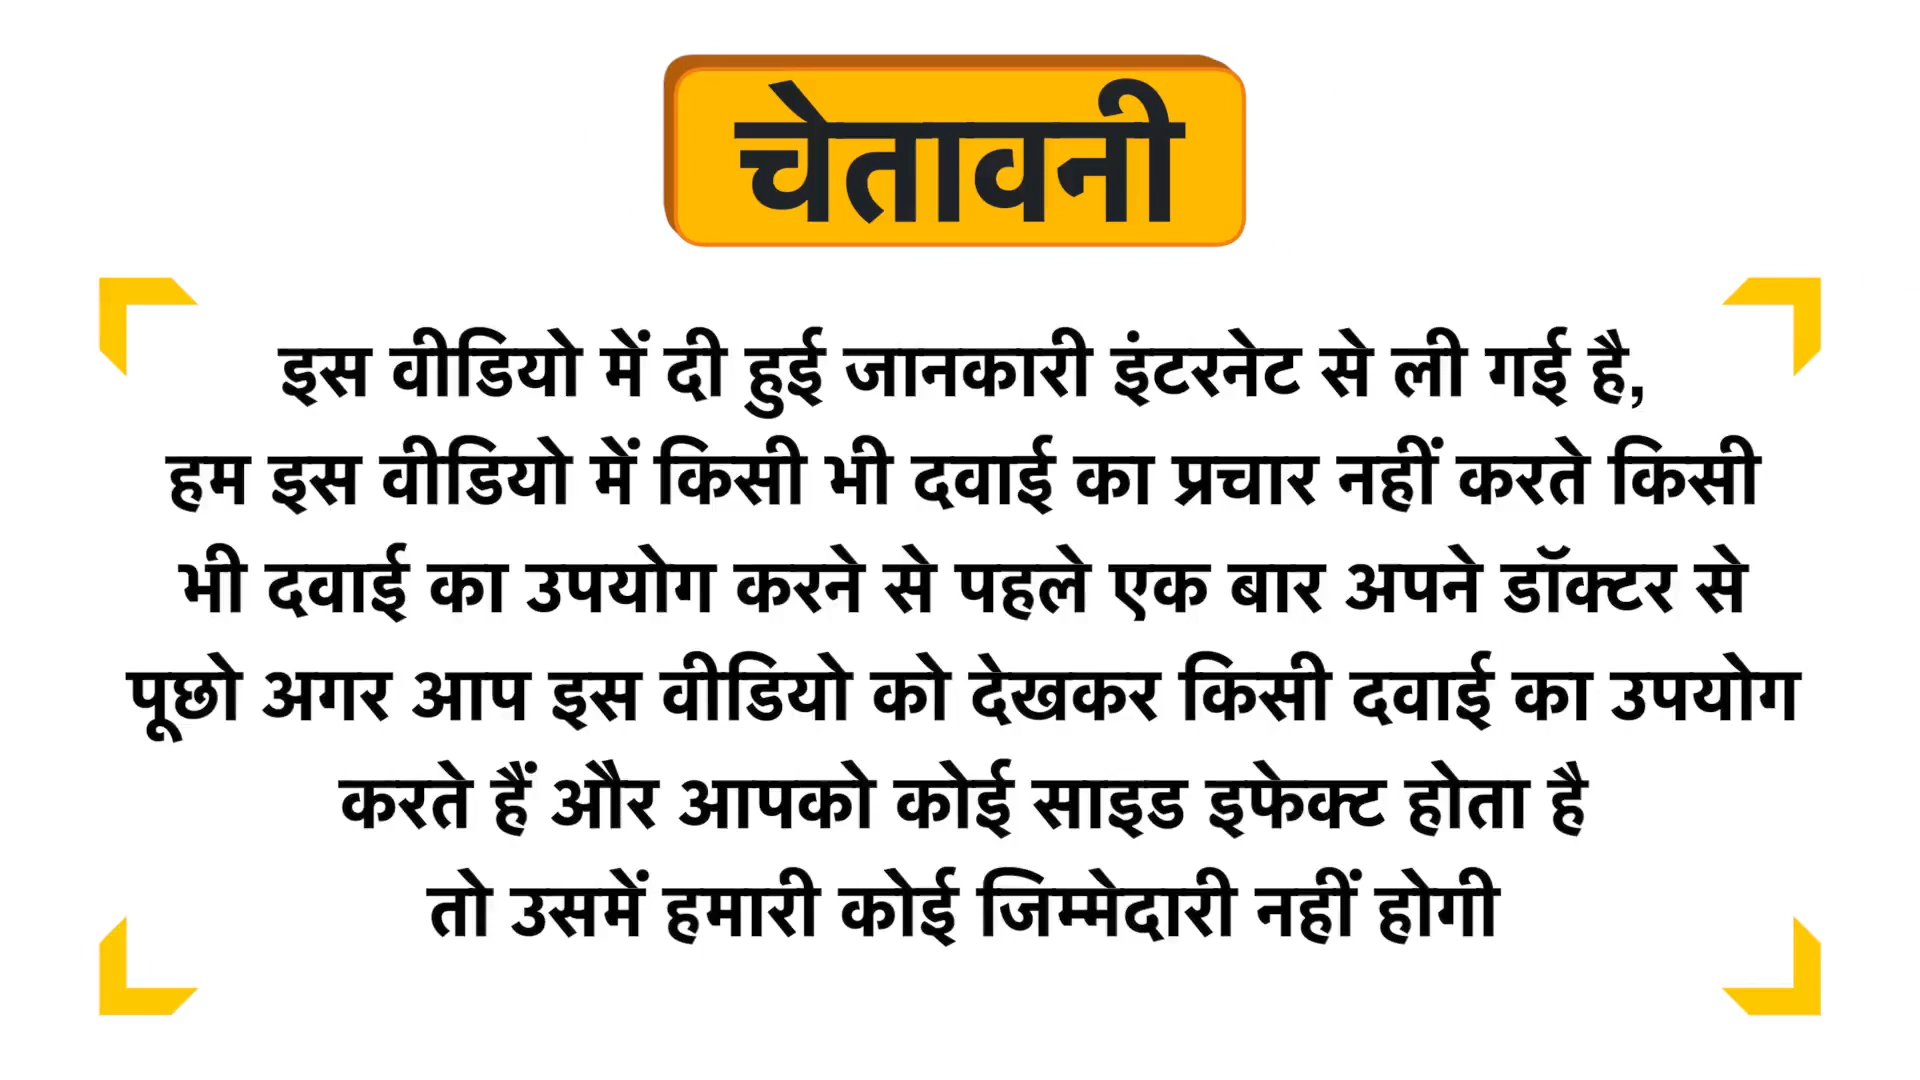 चेतावनी
इस वीडियो में दी हुई जानकारी इंटरनेट से ली गई है,
हम इस वीडियो में किसी भी दवाई का प्रचार नहीं करते किसी
भी दवाई का उपयोग करने से पहले एक बार अपने डॉक्टर से
पूछो अगर आप इस वीडियो को देखकर किसी दवाई का उपयोग
करते हैं और आपको कोई साइड इफेक्ट होता है
तो उसमें हमारी कोई जिम्मेदारी नहीं होगी